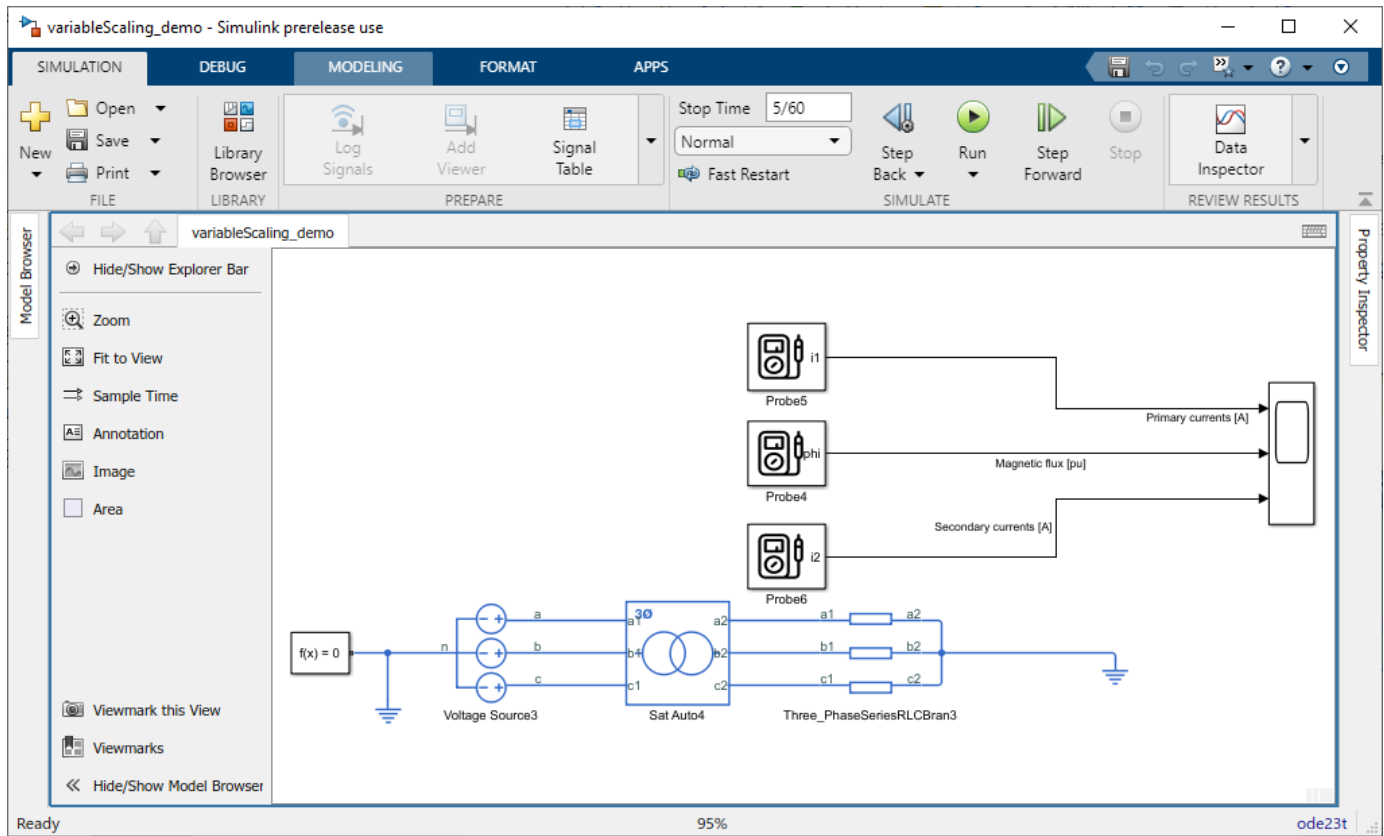 variableScaling_demo - Simulink prerelease use
SIMULATION DEBUG MODELING FORMAT APPS
New
Open
Save
Print
FILE
Library
Browser
LIBRARY
Log
Signals
Add
Viewer
Signal
Table
PREPARE
Stop Time 5/60
Normal
Fast Restart
Step
Back
Run
Step
Forward
Stop
SIMULATE
Data
Inspector
REVIEW RESULTS
Model Browser
variableScaling_demo
Property Inspector
Hide/Show Explorer Bar
Zoom
Fit to View
Sample Time
Annotation
Image
Area
Viewmark this View
Viewmarks
Hide/Show Model Browser
i1
Probe5
Primary currents [A]
phi
Probe4
Magnetic flux [pu]
i2
Probe6
Secondary currents [A]
f(x) = 0
n
a
b
c
Voltage Source3
3Ø
a1 a2
b1 b2
c1 c2
Sat Auto4
a1 a2
b1 b2
c1 c2
Three_PhaseSeriesRLCBran3
Ready 95% ode23t